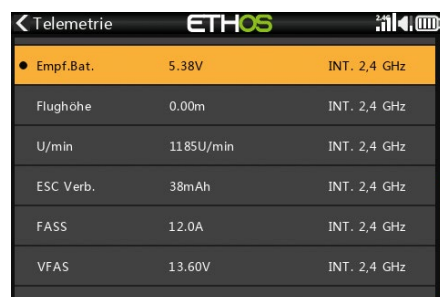 Telemetrie ETHOS 2.4G
Empf.Bat. 5.38V INT. 2,4 GHz
Flughöhe 0.00m INT. 2,4 GHz
U/min 1185U/min INT. 2,4 GHz
ESC Verb. 38mAh INT. 2,4 GHz
FASS 12.0A INT. 2,4 GHz
VFAS 13.60V INT. 2,4 GHz